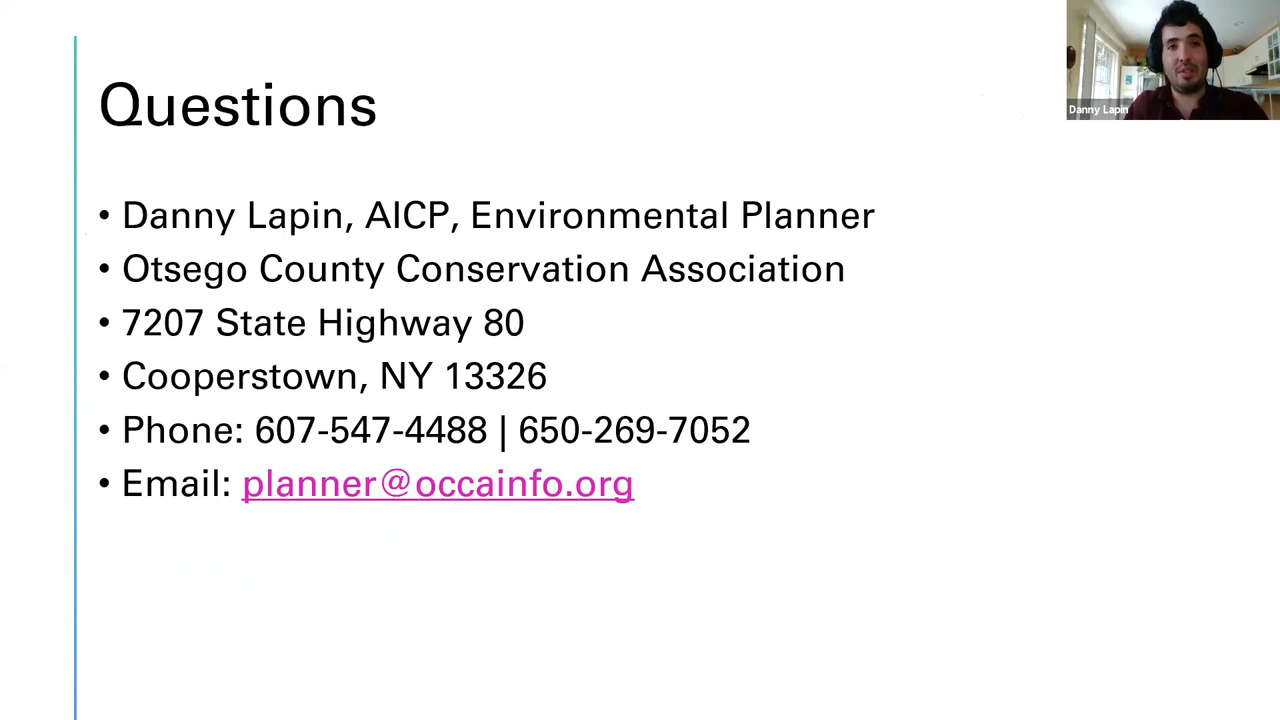 Questions
• Danny Lapin, AICP, Environmental Planner
• Otsego County Conservation Association
• 7207 State Highway 80
• Cooperstown, NY 13326
• Phone: 607-547-4488 | 650-269-7052
• Email: planner@occainfo.org
Danny Lapin